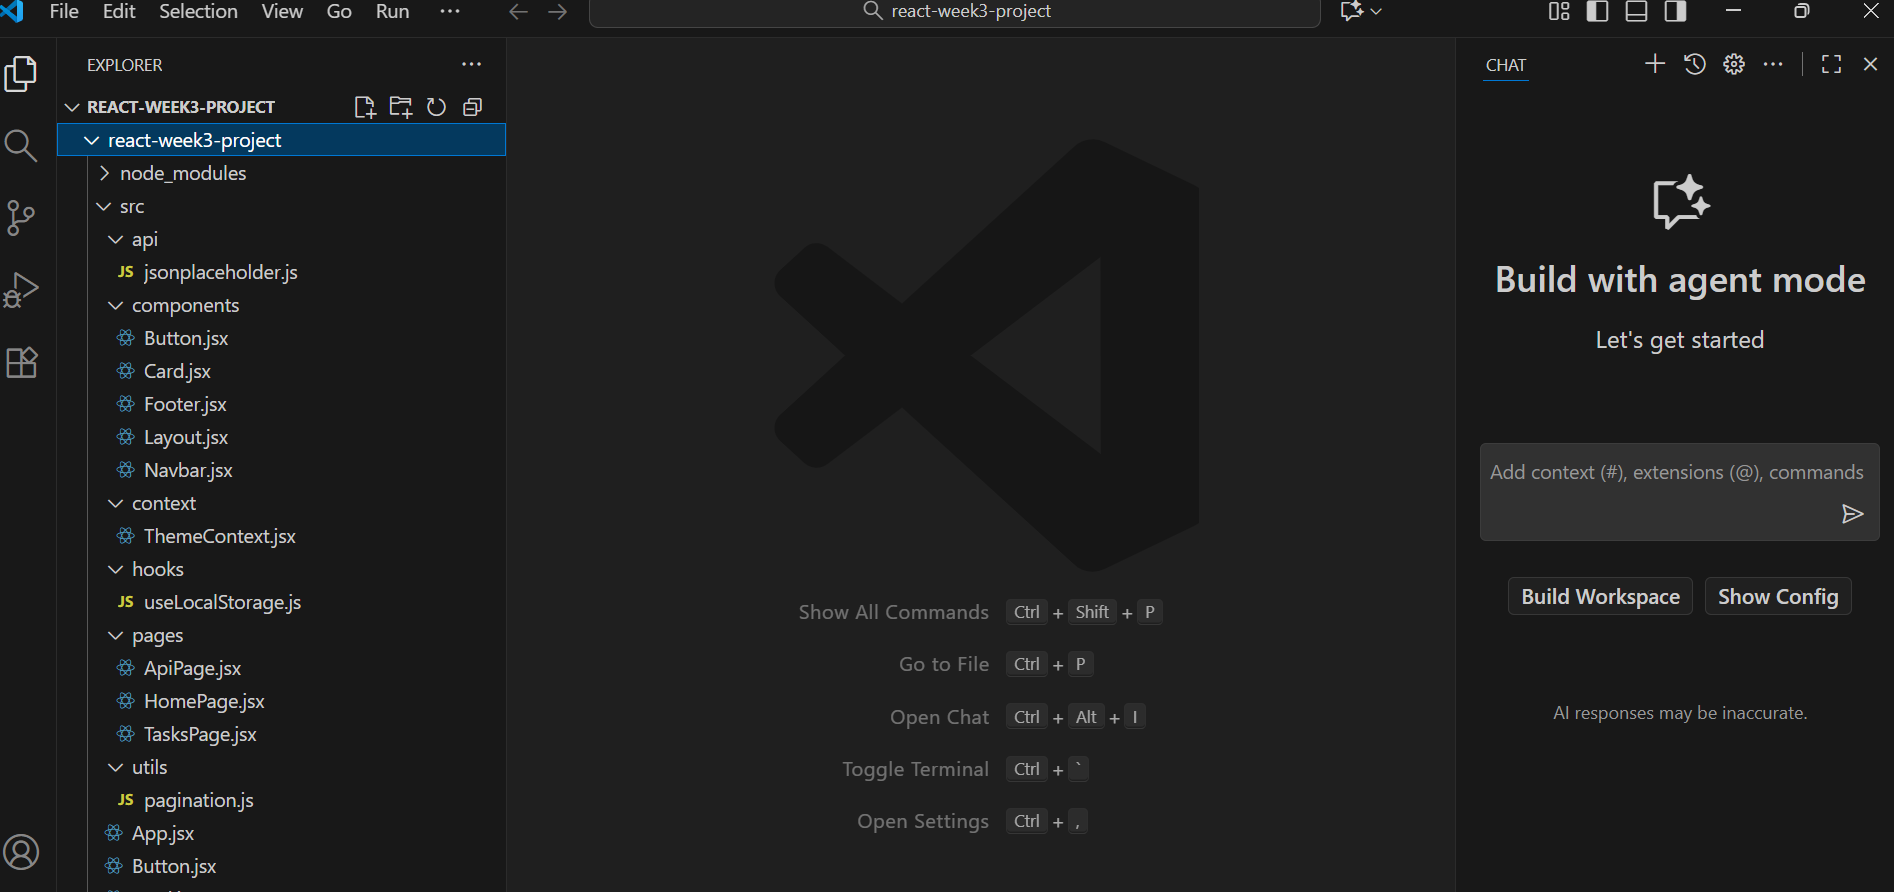 File Edit Selection View Go Run ···
react-week3-project
EXPLORER
REACT-WEEK3-PROJECT
react-week3-project
node_modules
src
api
JS jsonplaceholder.js
components
Button.jsx
Card.jsx
Footer.jsx
Layout.jsx
Navbar.jsx
context
ThemeContext.jsx
hooks
JS useLocalStorage.js
pages
ApiPage.jsx
HomePage.jsx
TasksPage.jsx
utils
JS pagination.js
App.jsx
Button.jsx
Show All Commands Ctrl + Shift + P
Go to File Ctrl + P
Open Chat Ctrl + Alt + I
Toggle Terminal Ctrl + `
Open Settings Ctrl + ,
CHAT
Build with agent mode
Let's get started
Add context (#), extensions (@), commands
Build Workspace Show Config
AI responses may be inaccurate.